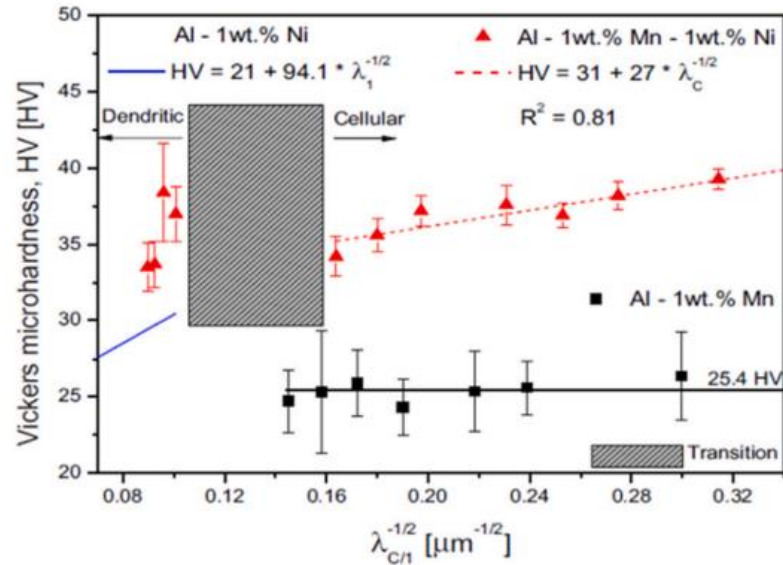 Al - 1wt.% Ni
HV = 21 + 94.1 * λ₁⁻¹/²
Al - 1wt.% Mn - 1wt.% Ni
HV = 31 + 27 * λ_C⁻¹/²
R² = 0.81
Dendritic
Cellular
Al - 1wt.% Mn
25.4 HV
Transition
Vickers microhardness, HV [HV]
50
45
40
35
30
25
20
0.08 0.12 0.16 0.20 0.24 0.28 0.32
λ_C/1⁻¹/² [μm⁻¹/²]